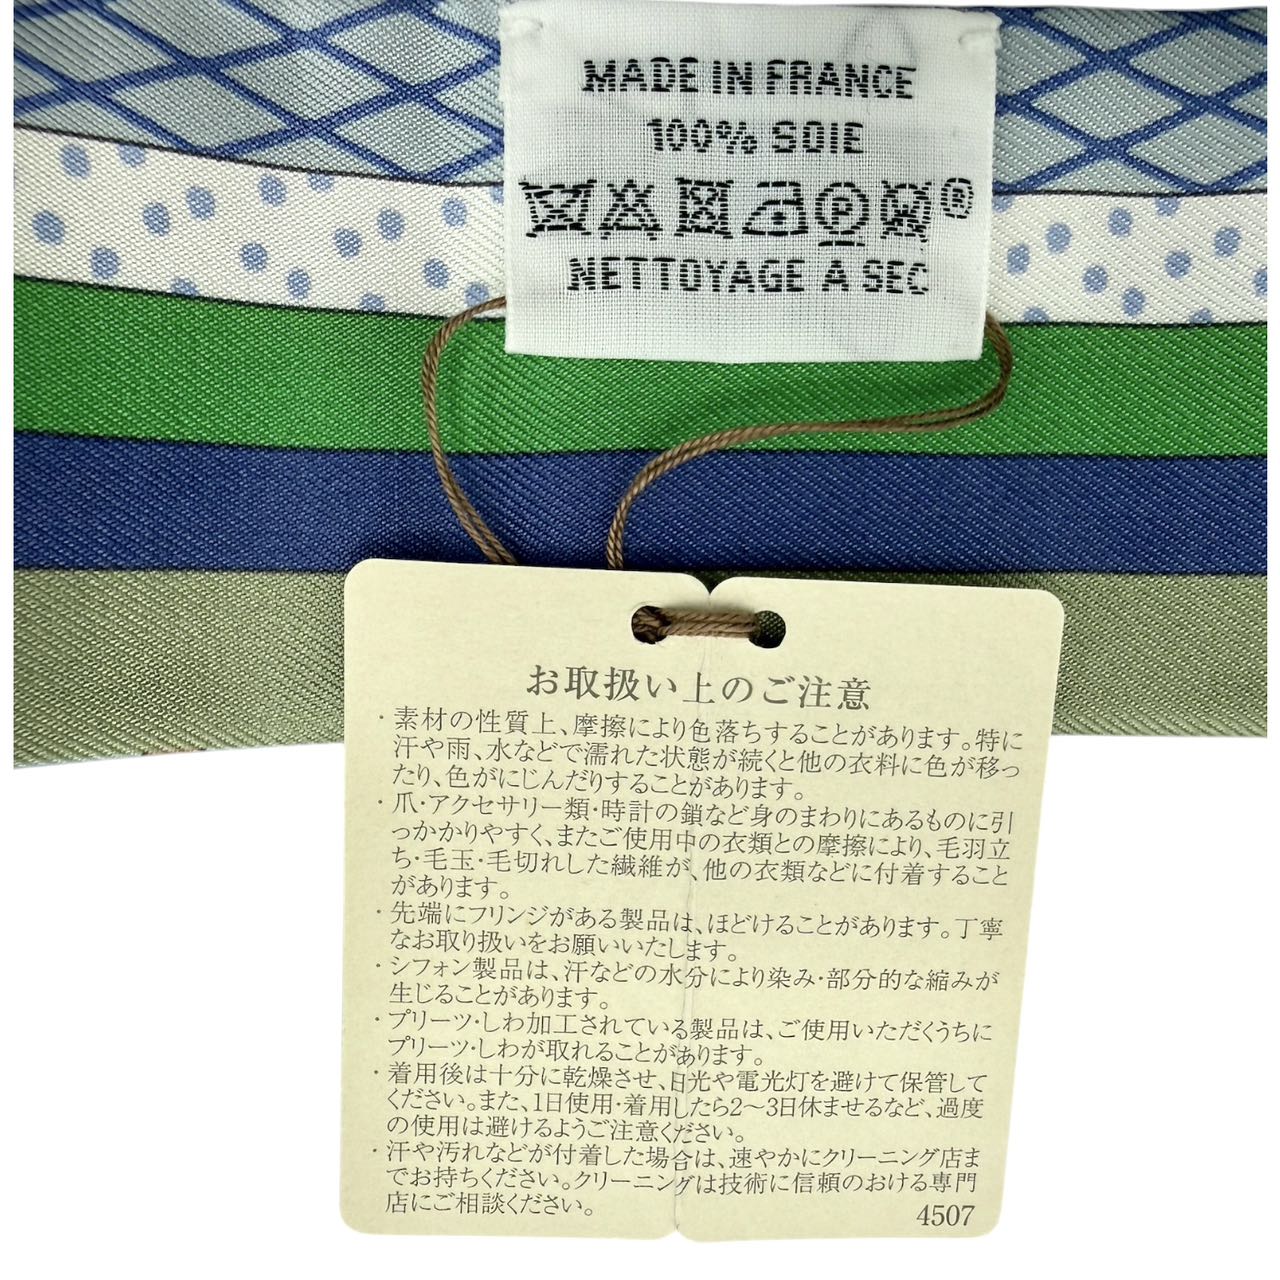 MADE IN FRANCE
100% SOIE
P ®
NETTOYAGE A SEC
お取扱い上のご注意
・素材の性質上、摩擦により色落ちすることがあります。特に
汗や雨、水などで濡れた状態が続くと他の衣料に色が移っ
たり、色がにじんだりすることがあります。
・爪・アクセサリー類・時計の鎖など身のまわりにあるものに引
っかかりやすく、またご使用中の衣類との摩擦により、毛羽立
ち・毛玉・毛切れした繊維が、他の衣類などに付着すること
があります。
・先端にフリンジがある製品は、ほどけることがあります。丁寧
なお取り扱いをお願いいたします。
・シフォン製品は、汗などの水分により染み・部分的な縮みが
生じることがあります。
・プリーツ・しわ加工されている製品は、ご使用いただくうちに
プリーツ・しわが取れることがあります。
・着用後は十分に乾燥させ、日光や電光灯を避けて保管して
ください。また、1日使用・着用したら2～3日休ませるなど、過度
の使用は避けるようご注意ください。
・汗や汚れなどが付着した場合は、速やかにクリーニング店ま
でお持ちください。クリーニングは技術に信頼のおける専門
店にご相談ください。
4507